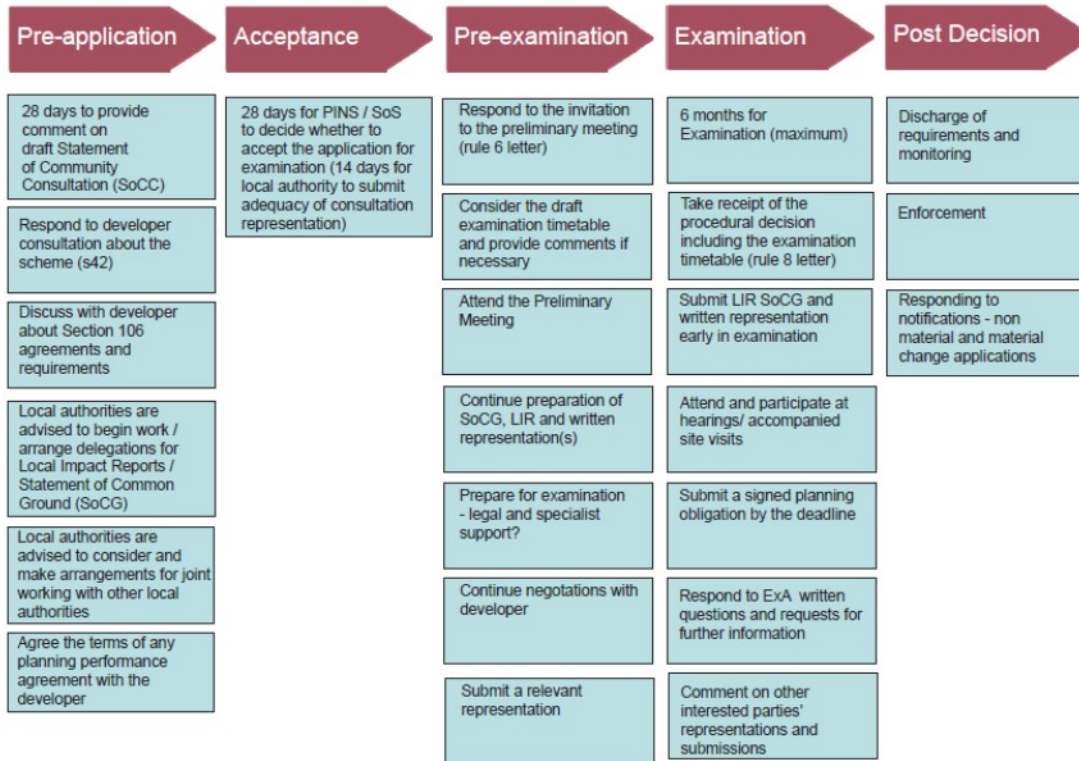 Pre-application
Acceptance
Pre-examination
Examination
Post Decision
28 days to provide
comment on
draft Statement
of Community
Consultation (SoCC)
Respond to developer
consultation about the
scheme (s42)
Discuss with developer
about Section 106
agreements and
requirements
Local authorities are
advised to begin work /
arrange delegations for
Local Impact Reports /
Statement of Common
Ground (SoCG)
Local authorities are
advised to consider and
make arrangements for joint
working with other local
authorities
Agree the terms of any
planning performance
agreement with the
developer
28 days for PINS / SoS
to decide whether to
accept the application for
examination (14 days for
local authority to submit
adequacy of consultation
representation)
Respond to the invitation
to the preliminary meeting
(rule 6 letter)
Consider the draft
examination timetable
and provide comments if
necessary
Attend the Preliminary
Meeting
Continue preparation of
SoCG, LIR and written
representation(s)
Prepare for examination
- legal and specialist
support?
Continue negotations with
developer
Submit a relevant
representation
6 months for
Examination (maximum)
Take receipt of the
procedural decision
including the examination
timetable (rule 8 letter)
Submit LIR SoCG and
written representation
early in examination
Attend and participate at
hearings/ accompanied
site visits
Submit a signed planning
obligation by the deadline
Respond to ExA written
questions and requests for
further information
Comment on other
interested parties'
representations and
submissions
Discharge of
requirements and
monitoring
Enforcement
Responding to
notifications - non
material and material
change applications